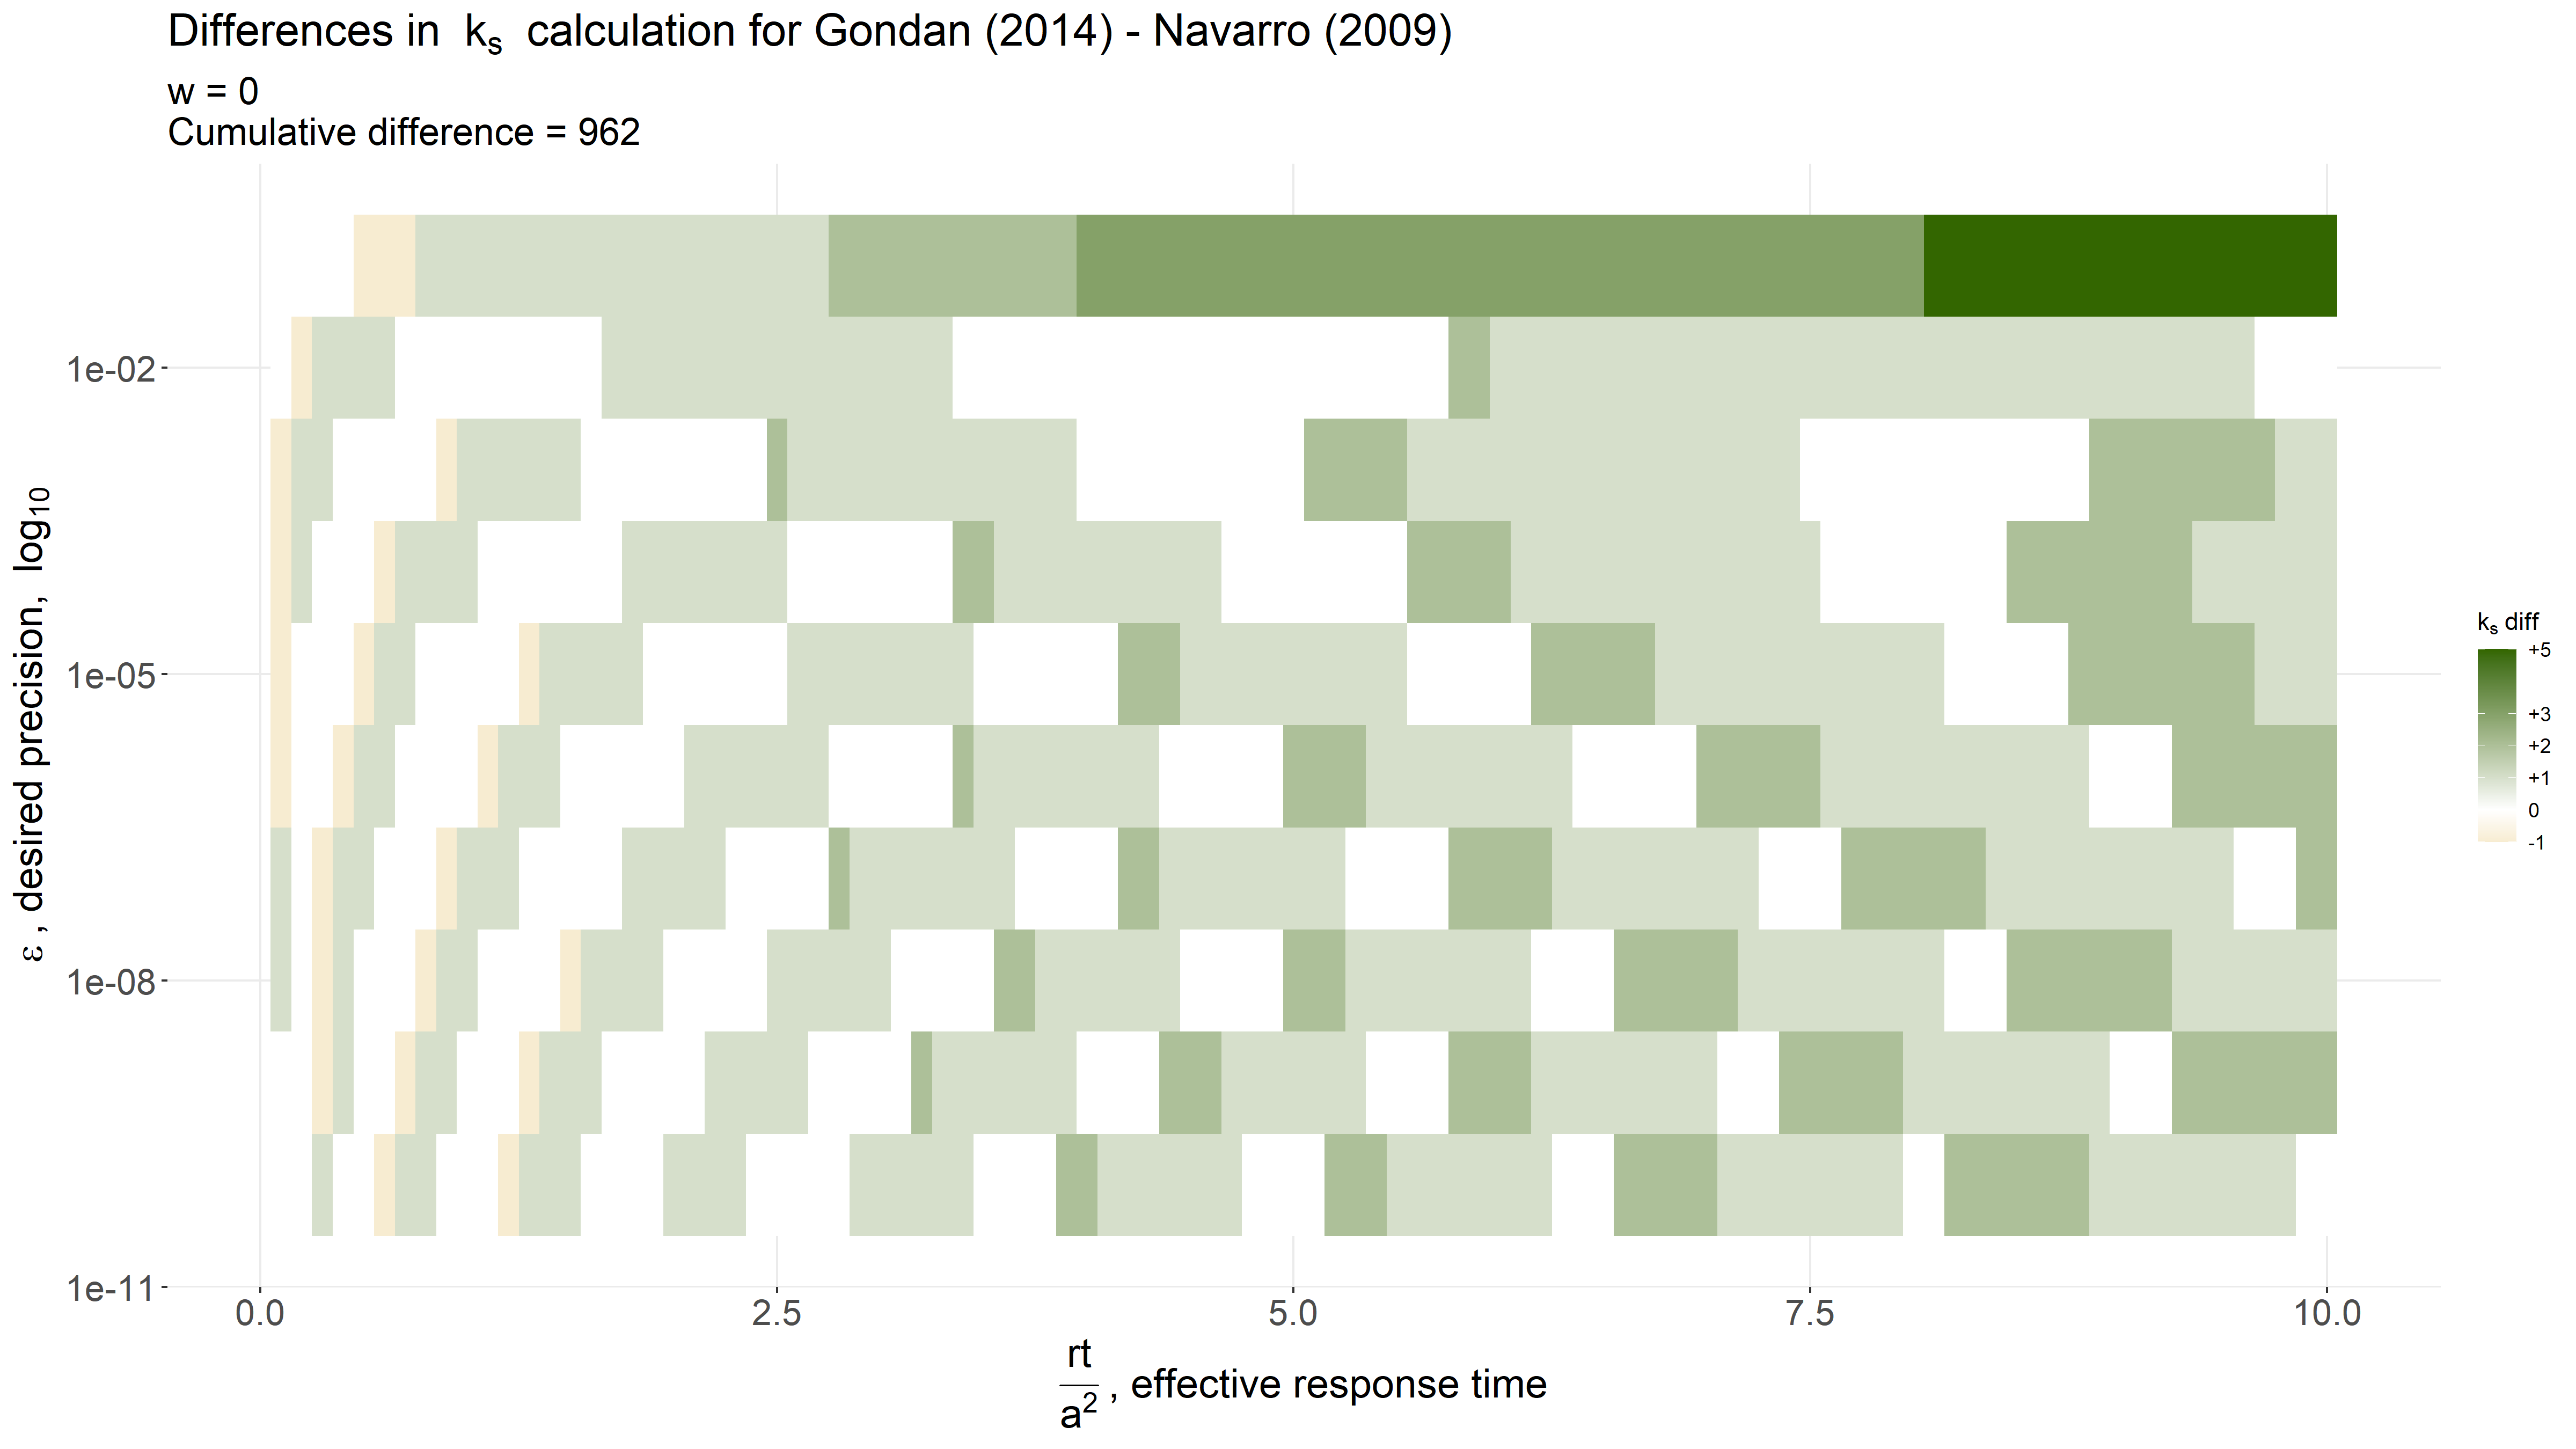 Differences in kₛ calculation for Gondan (2014) - Navarro (2009)
w = 0
Cumulative difference = 962
ε , desired precision, log₁₀
1e-02
1e-05
1e-08
1e-11
0.0 2.5 5.0 7.5 10.0
rt
a² , effective response time
kₛ diff
+5
+3
+2
+1
0
-1